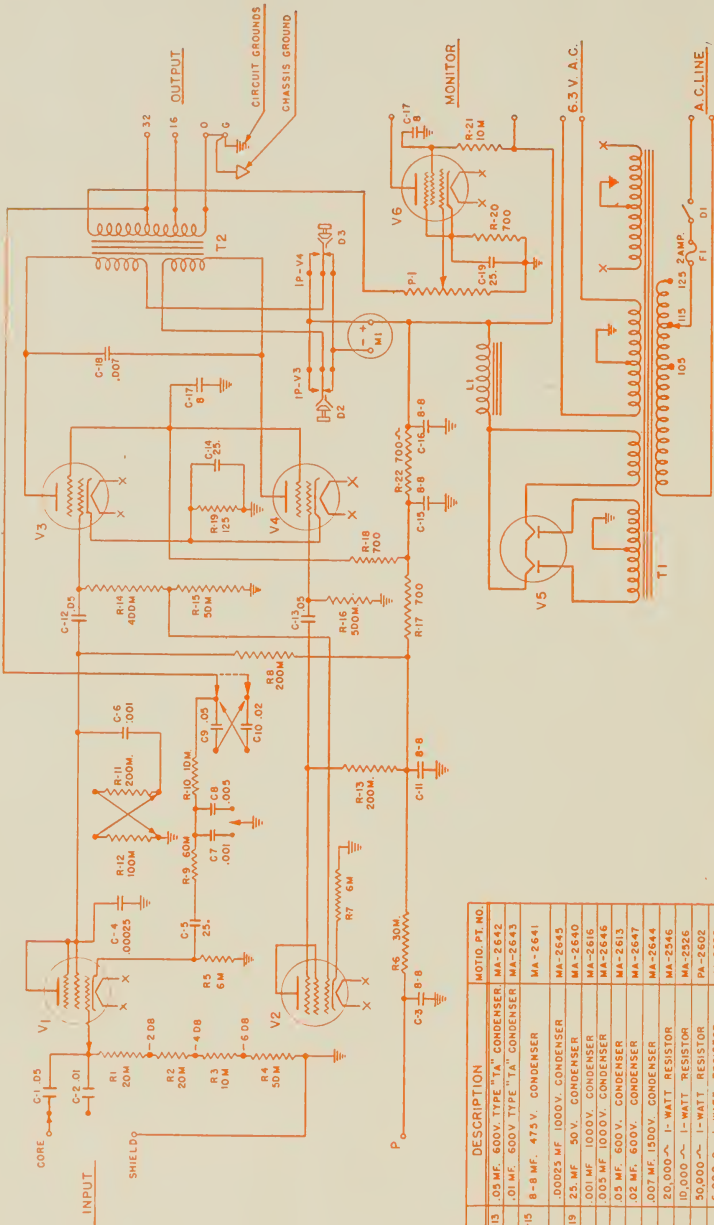 INPUT
CORE
C-1 .05
C-2 .01
SHIELD
R1
20M
-2 DB
R2
20M
-4 DB
R3
10M
-6 DB
R4
50M
V1
C-4
.00025
R-12
100M
R-11
200M.
C-6
.001
C-5
25.
R5
6M
R-9 60M
C7
.001
C8
.005
R-10 10M
C9 .05
C10 .02
V2
R7
6M
R-13
200M.
R8
200M
P
R6 30M.
C-3
8-8
C-11
8-8
C-12 .05
R-14
400M
R-15
50M
C-13 .05
R-16
500M
V3
X X
R-19
125
C-14
25.
V4
X X
C-18
.007
C-17
8
R-18
700
R-17 700
R-22 700
C-15
8-8
C-16
8-8
T2
OUTPUT
32
16
0
G
CIRCUIT GROUNDS
CHASSIS GROUND
IP-V3
IP-V4
D2
D3
M1
- +
P-1
V6
C-17
8
R-21
10M
R-20
700
C-19
25.
MONITOR
L1
V5
T1
6.3 V. A.C.
X X
105
115
125
2 AMP.
F1
D1
A.C. LINE
DESCRIPTION MOTIO. PT. NO.
13 .05 MF. 600V. TYPE "TA" CONDENSER. MA-2642
.01 MF. 600V TYPE "TA" CONDENSER MA-2643
15 8-8 MF. 475 V. CONDENSER MA-2641
.00025 MF 1000V. CONDENSER MA-2645
19 25. MF 50 V. CONDENSER MA-2640
.001 MF 1000V. CONDENSER MA-2616
.005 MF 1000V. CONDENSER MA-2646
.05 MF. 600 V. CONDENSER MA-2613
.02 MF. 600V. CONDENSER MA-2647
.007 MF. 1500V. CONDENSER MA-2644
20,000 1-WATT RESISTOR MA-2546
10,000 1-WATT RESISTOR MA-2526
50,000 1-WATT RESISTOR PA-2602